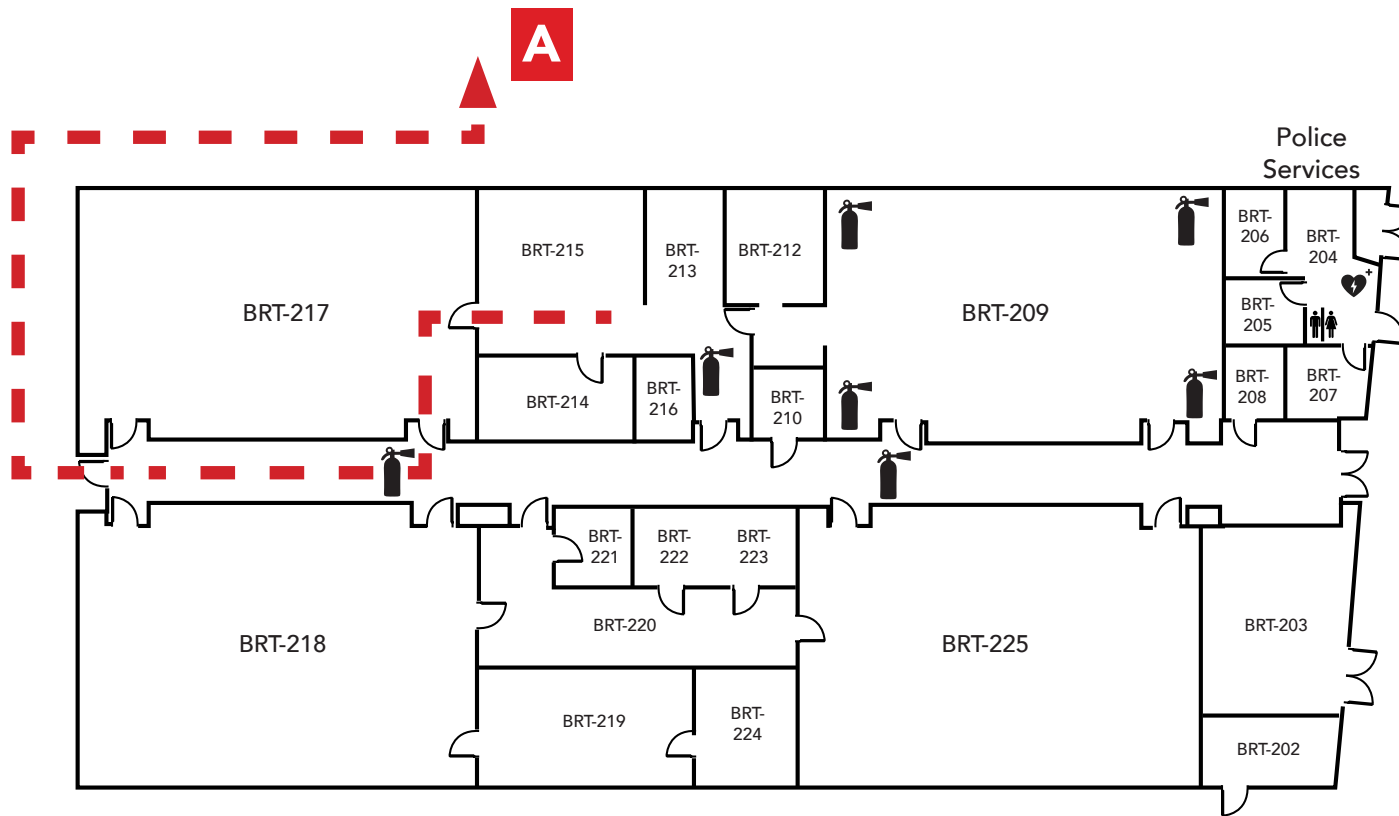 A
Police
Services
BRT-217
BRT-215
BRT-
213
BRT-212
BRT-209
BRT-
206
BRT-
204
BRT-
205
BRT-214
BRT-
216
BRT-
210
BRT-
208
BRT-
207
BRT-
221
BRT-
222
BRT-
223
BRT-218
BRT-220
BRT-225
BRT-203
BRT-219
BRT-
224
BRT-202